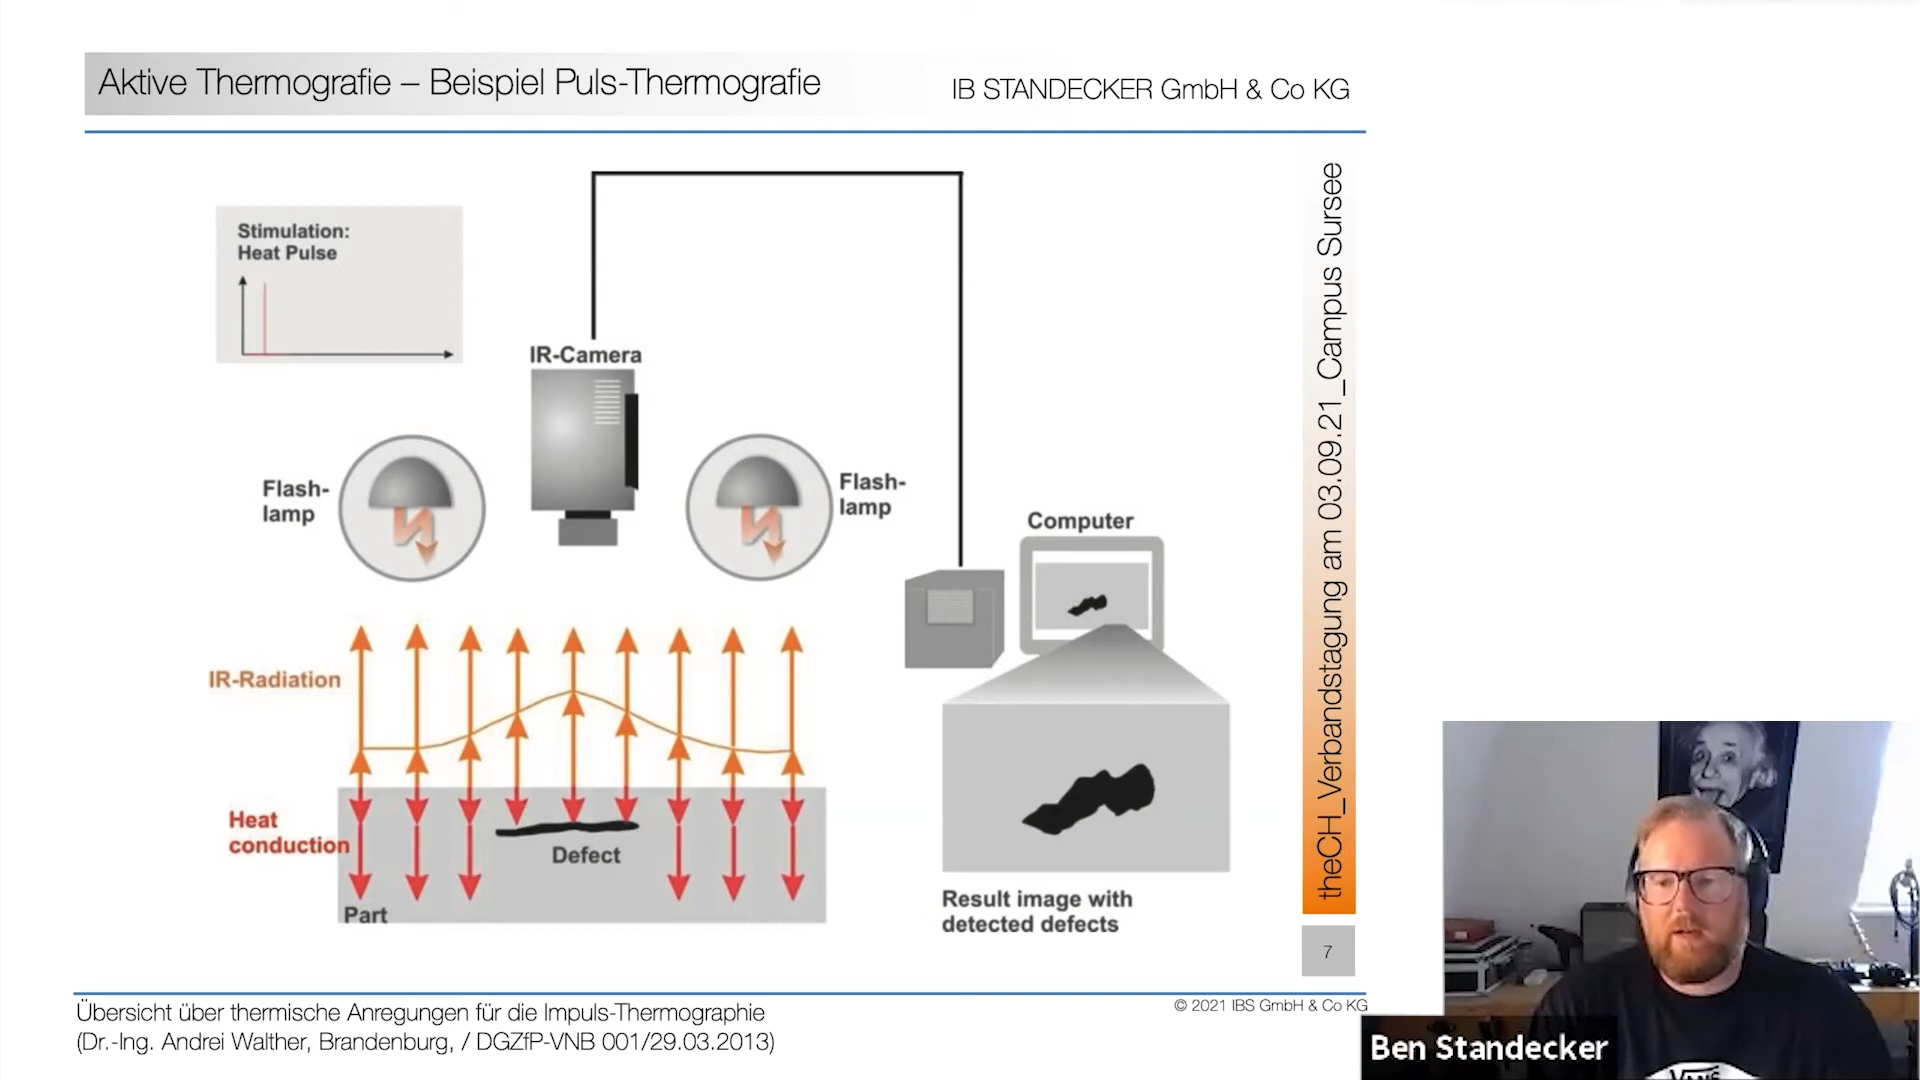 Aktive Thermografie – Beispiel Puls-Thermografie
IB STANDECKER GmbH & Co KG
Stimulation:
Heat Pulse
IR-Camera
Flash-
lamp
Flash-
lamp
Computer
IR-Radiation
Heat
conduction
Defect
Part
Result image with
detected defects
theCH_Verbandstagung am 03.09.21_Campus Sursee
7
Übersicht über thermische Anregungen für die Impuls-Thermographie
(Dr.-Ing. Andrei Walther, Brandenburg, / DGZfP-VNB 001/29.03.2013)
© 2021 IBS GmbH & Co KG
Ben Standecker
VANS